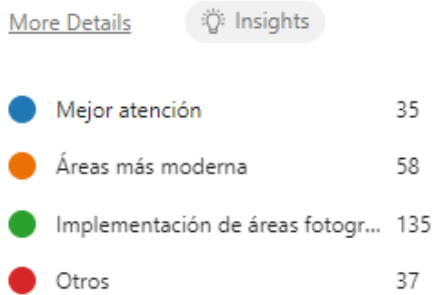 More Details Insights
Mejor atención 35
Áreas más moderna 58
Implementación de áreas fotogr... 135
Otros 37